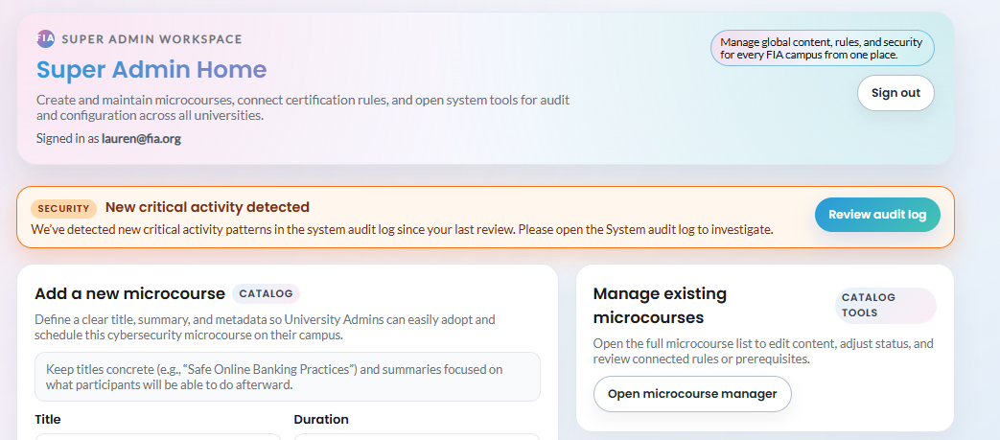 FIA SUPER ADMIN WORKSPACE
Super Admin Home
Create and maintain microcourses, connect certification rules, and open system tools for audit
and configuration across all universities.
Signed in as lauren@fia.org
Manage global content, rules, and security
for every FIA campus from one place.
Sign out
SECURITY New critical activity detected
We've detected new critical activity patterns in the system audit log since your last review. Please open the System audit log to investigate.
Review audit log
Add a new microcourse CATALOG
Define a clear title, summary, and metadata so University Admins can easily adopt and
schedule this cybersecurity microcourse on their campus.
Keep titles concrete (e.g., “Safe Online Banking Practices”) and summaries focused on
what participants will be able to do afterward.
Title Duration
Manage existing
microcourses
CATALOG
TOOLS
Open the full microcourse list to edit content, adjust status, and
review connected rules or prerequisites.
Open microcourse manager